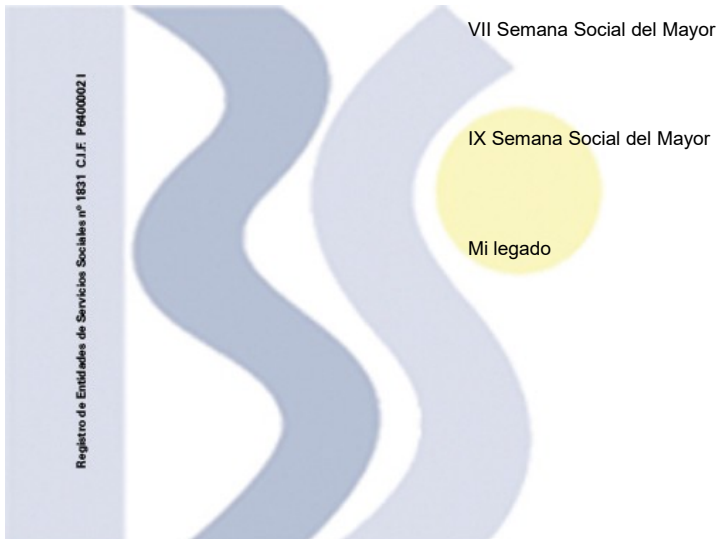 VII Semana Social del Mayor
IX Semana Social del Mayor
Mi legado
Registro de Entidades de Servicios Sociales nº 1831 C.I.F. P6400002 I